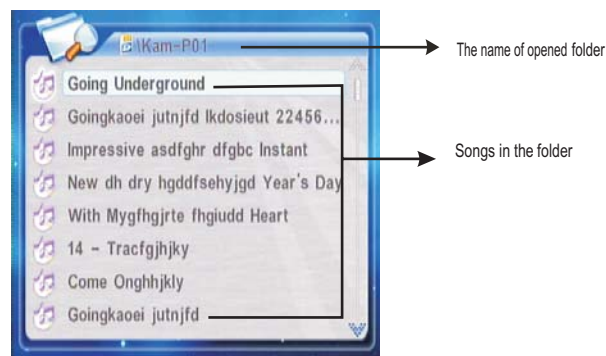 \Kam-P01
The name of opened folder
Going Underground
Goingkaoei jutnjfd lkdosieut 22456...
Impressive asdfghr dfgbc Instant
Songs in the folder
New dh dry hgddfsehyjgd Year's Day
With Mygfhgjrte fhgiudd Heart
14 - Tracfgjhjky
Come Onghhjkly
Goingkaoei jutnjfd